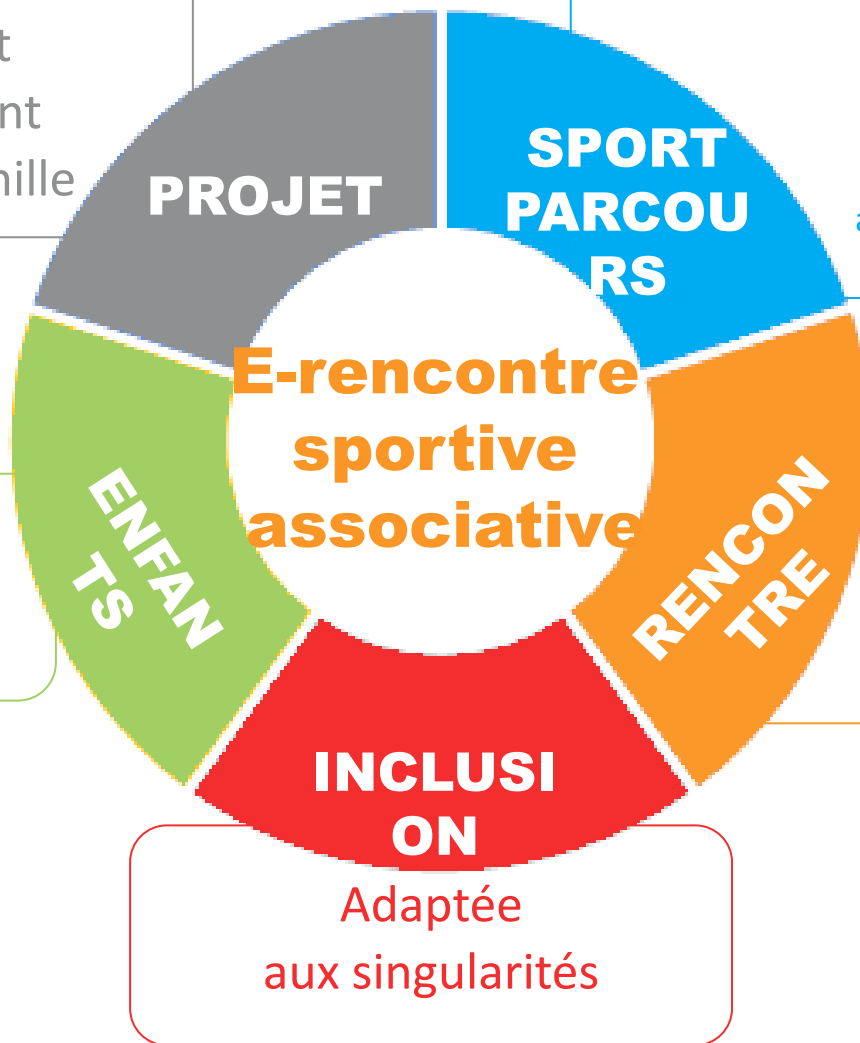 PROJET
SPORT
PARCOU
RS
E-rencontre
sportive
associative
ENFAN
TS
RENCON
TRE
INCLUSI
ON
Adaptée
aux singularités